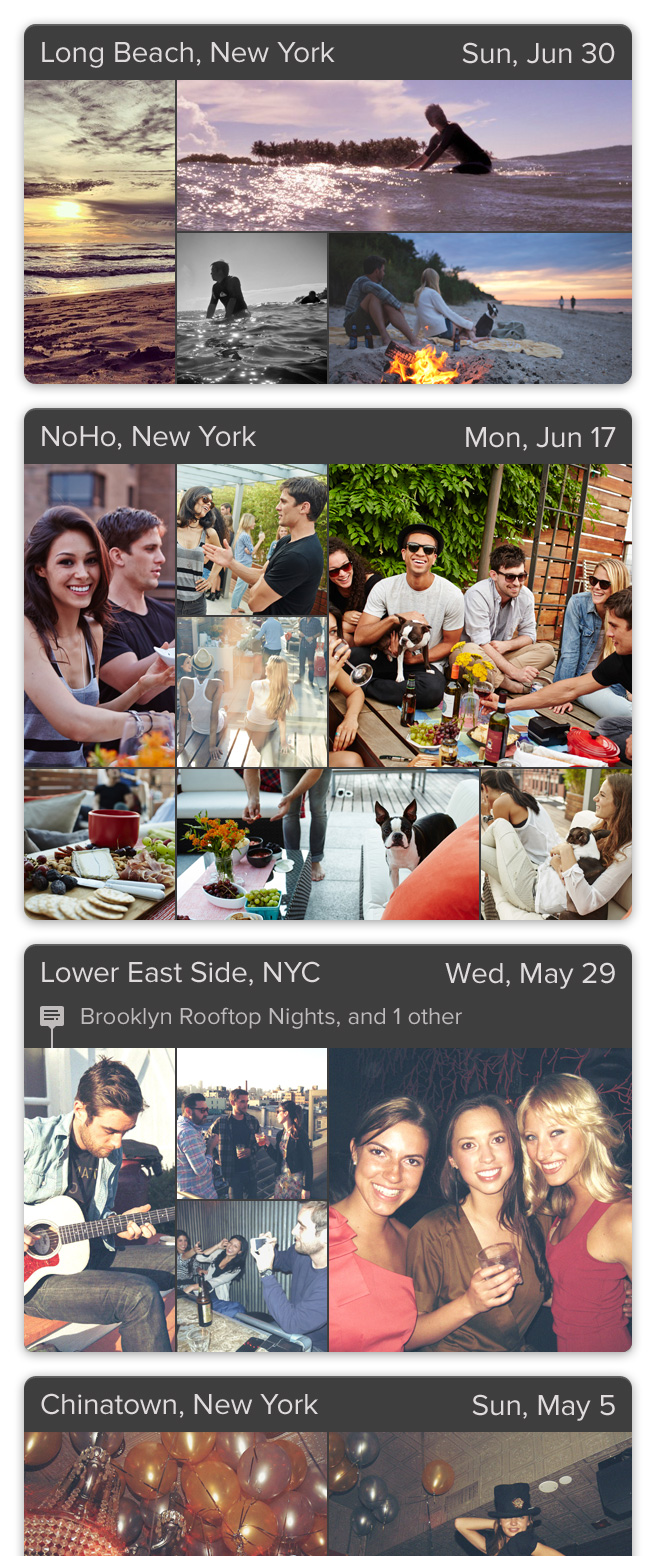 Long Beach, New York Sun, Jun 30
NoHo, New York Mon, Jun 17
Lower East Side, NYC Wed, May 29
Brooklyn Rooftop Nights, and 1 other
Chinatown, New York Sun, May 5